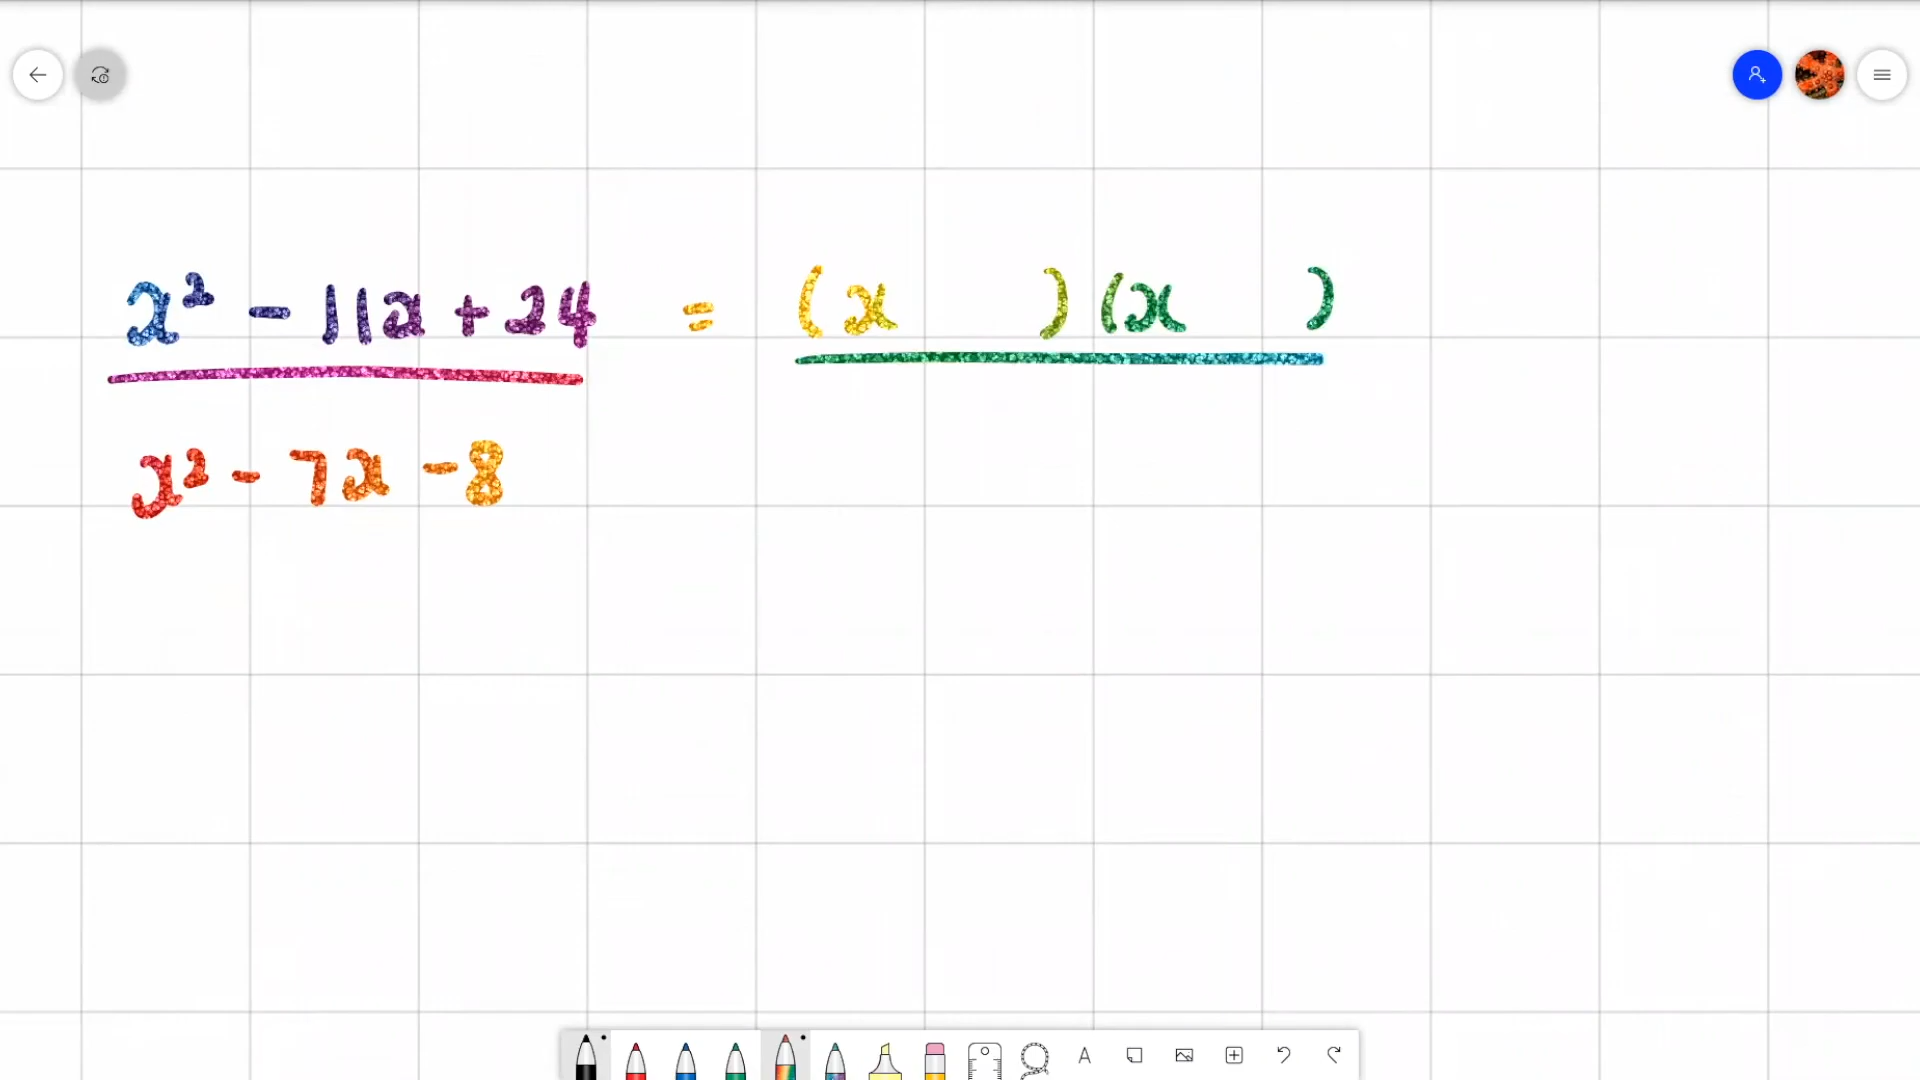 x² - 11x + 24 = (x    ) (x    )
x² - 7x - 8
A